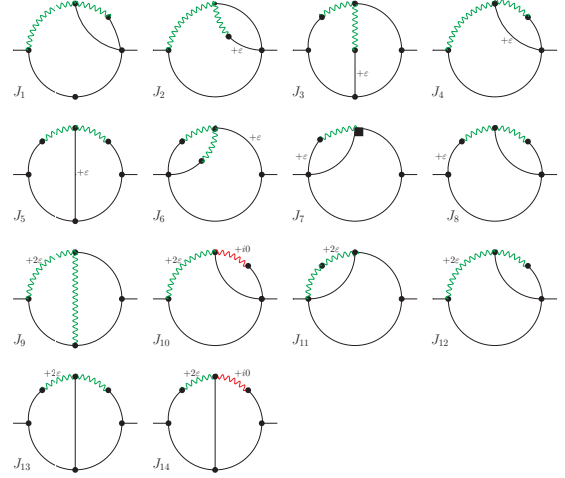 J₁ J₂ +ε J₃ +ε J₄ +ε
J₅ +ε J₆ +ε J₇ +ε J₈ +ε
J₉ +2ε J₁₀ +2ε +i0 J₁₁ +2ε J₁₂ +2ε
J₁₃ +2ε J₁₄ +2ε +i0